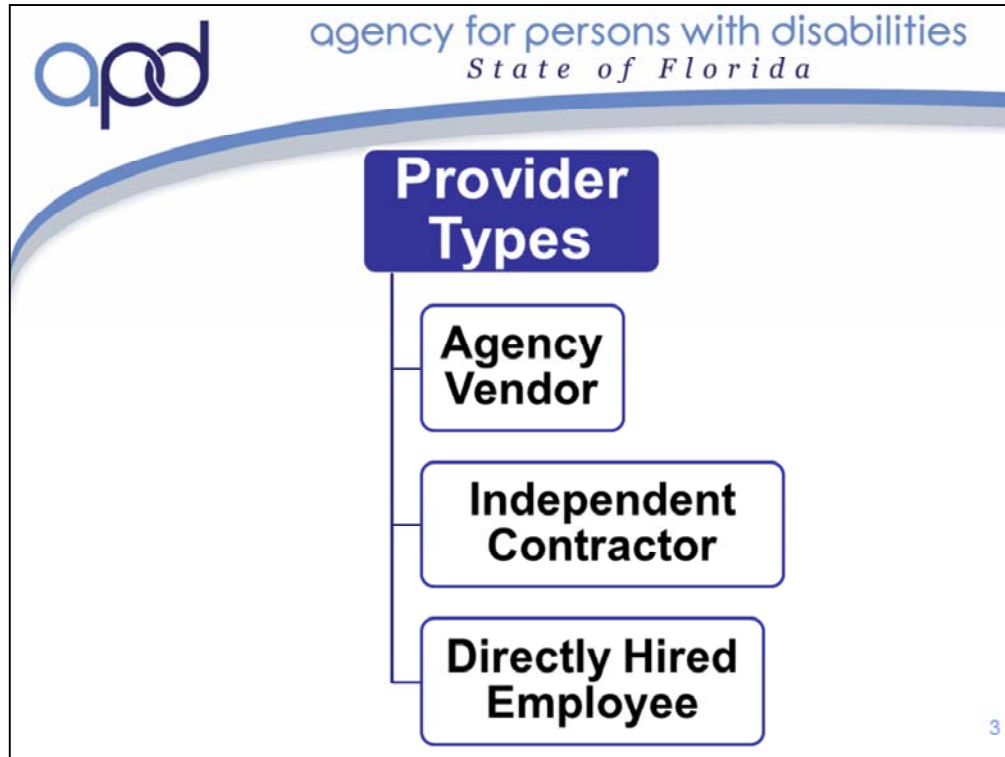 apd
agency for persons with disabilities
State of Florida
Provider
Types
Agency
Vendor
Independent
Contractor
Directly Hired
Employee
3